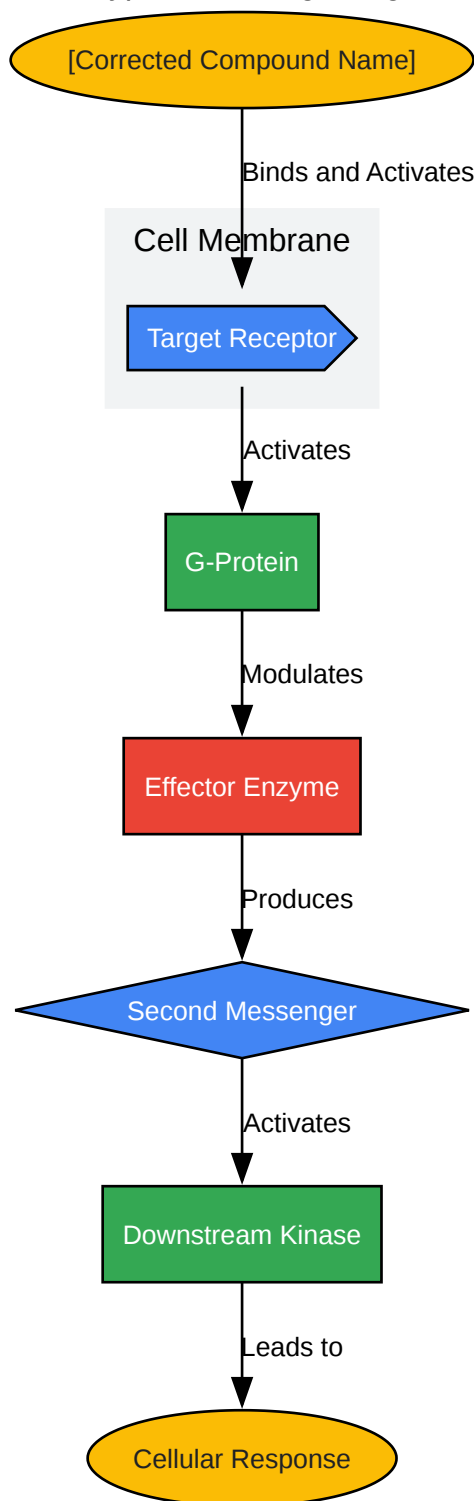 [Corrected Compound Name]
Binds and Activates
Cell Membrane
Target Receptor
Activates
G-Protein
Modulates
Effector Enzyme
Produces
Second Messenger
Activates
Downstream Kinase
Leads to
Cellular Response